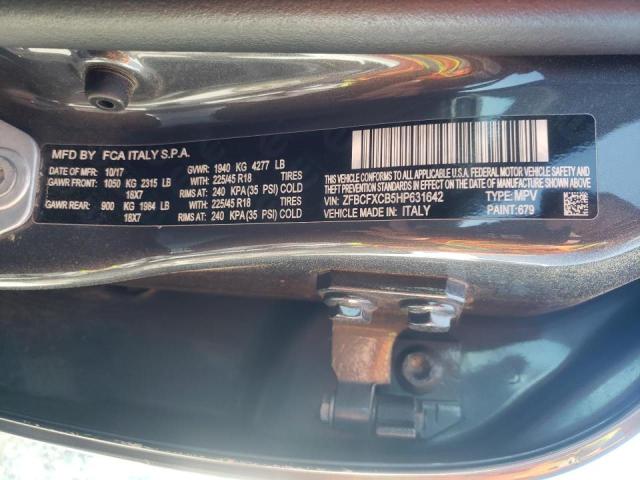 MFD BY FCA ITALY S.P.A.
DATE OF MFR: 10/17 GVWR: 1940 KG 4277 LB
GAWR FRONT: 1050 KG 2315 LB WITH: 225/45 R18 TIRES
18X7 RIMS AT: 240 KPA(35 PSI) COLD
GAWR REAR: 900 KG 1984 LB WITH: 225/45 R18 TIRES
18X7 RIMS AT: 240 KPA(35 PSI) COLD
THIS VEHICLE CONFORMS TO ALL APPLICABLE U.S.A. FEDERAL MOTOR VEHICLE
SAFETY, BUMPER, AND THEFT PREVENTION STANDARDS IN EFFECT ON THE DATE
OF MANUFACTURE SHOWN ABOVE.
VIN: ZFBCFXCB5HP631642 TYPE: MPV
VEHICLE MADE IN: ITALY PAINT: 679